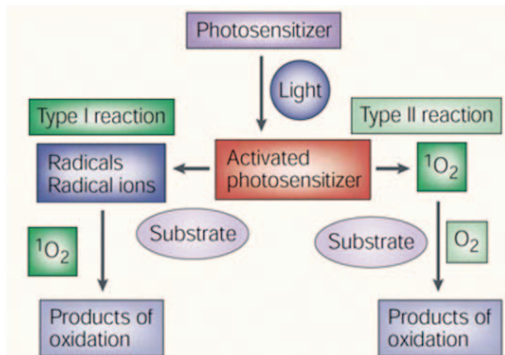 Photosensitizer
Light
Type I reaction
Type II reaction
Radicals
Radical ions
Activated
photosensitizer
¹O₂
Substrate
¹O₂
Substrate
O₂
Products of
oxidation
Products of
oxidation